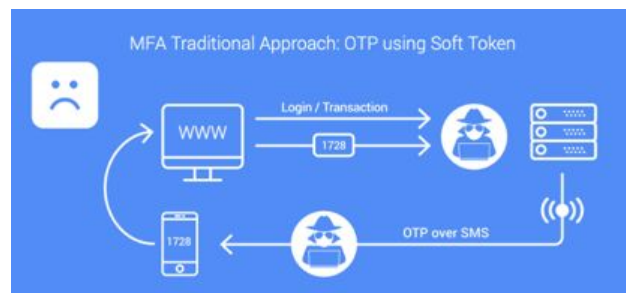 MFA Traditional Approach: OTP using Soft Token
Login / Transaction
WWW
1728
1728
OTP over SMS